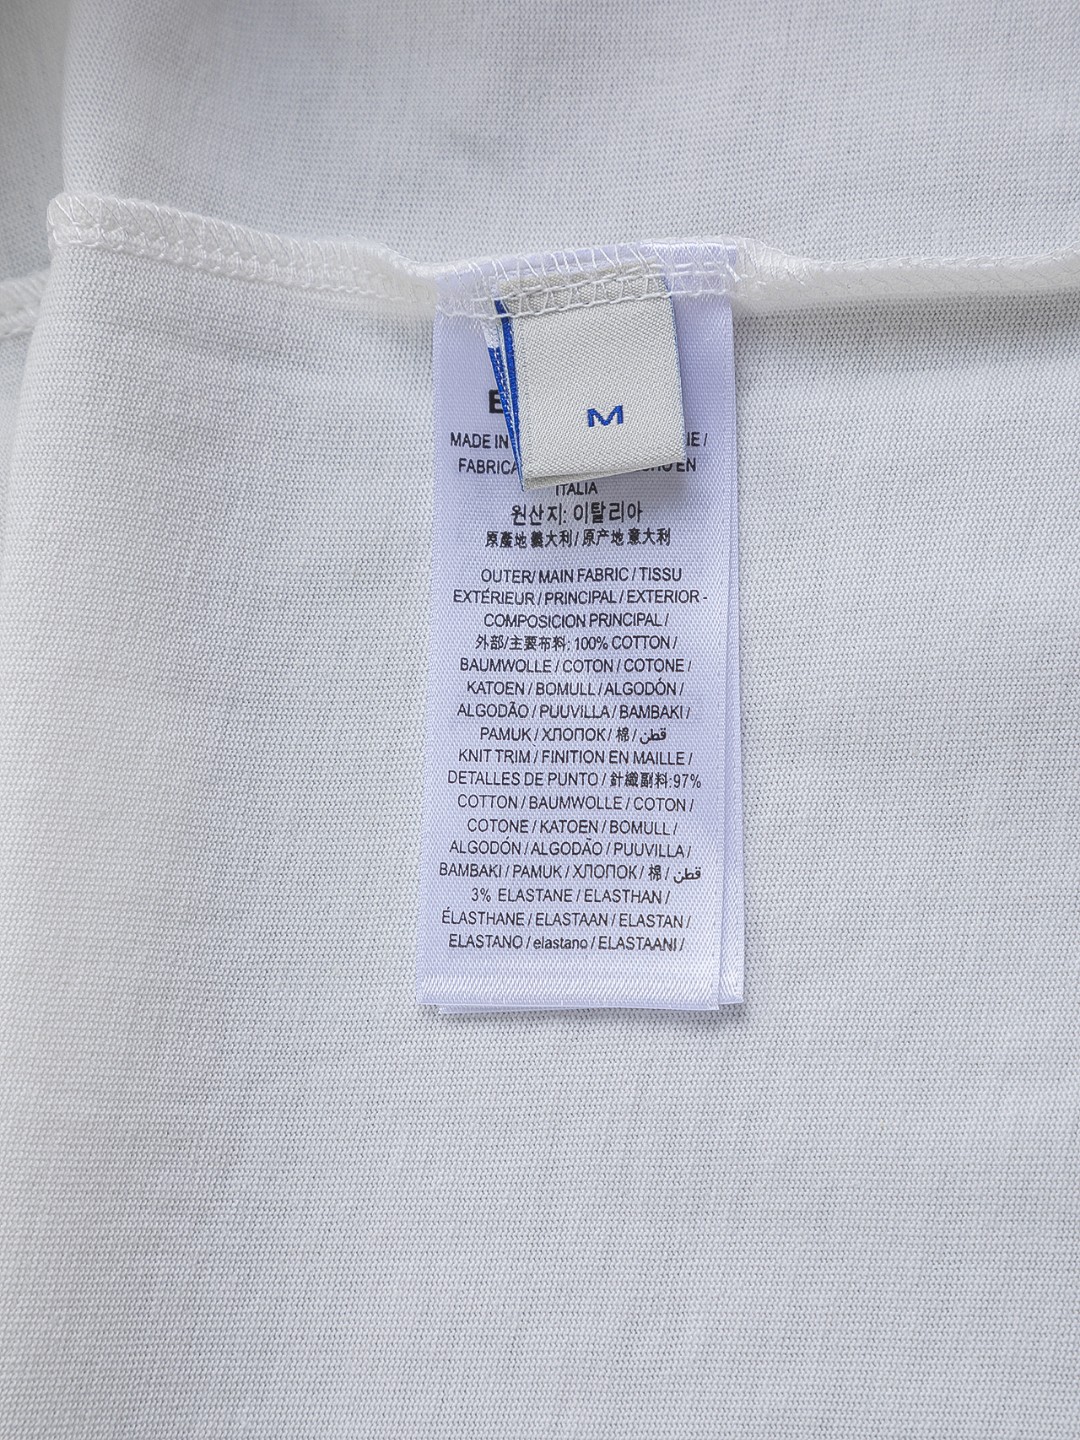 M
MADE IN
FABRICA
EN
ITALIA
원산지: 이탈리아
原產地 義大利 / 原产地 意大利
OUTER/ MAIN FABRIC / TISSU
EXTÉRIEUR / PRINCIPAL / EXTERIOR -
COMPOSICION PRINCIPAL /
外部/主要布料: 100% COTTON /
BAUMWOLLE / COTON / COTONE /
KATOEN / BOMULL / ALGODÓN /
ALGODÃO / PUUVILLA / BAMBAKI /
PAMUK / ХЛОПОК / 棉 / قطن
KNIT TRIM / FINITION EN MAILLE /
DETALLES DE PUNTO / 針織副料:97%
COTTON / BAUMWOLLE / COTON /
COTONE / KATOEN / BOMULL /
ALGODÓN / ALGODÃO / PUUVILLA /
BAMBAKI / PAMUK / ХЛОПОК / 棉 / قطن
3% ELASTANE / ELASTHAN /
ÉLASTHANE / ELASTAAN / ELASTAN /
ELASTANO / elastano / ELASTAANI /